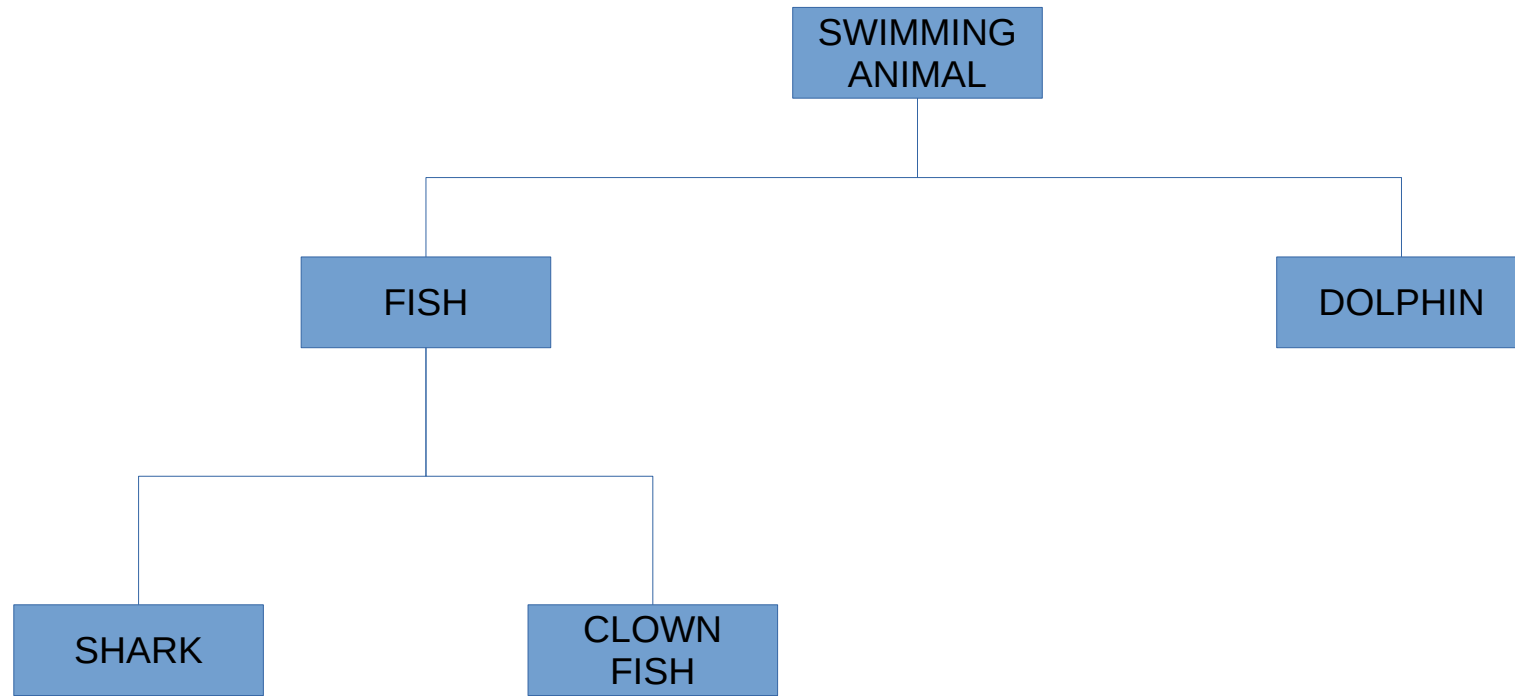 SWIMMING
ANIMAL
FISH
DOLPHIN
SHARK
CLOWN
FISH